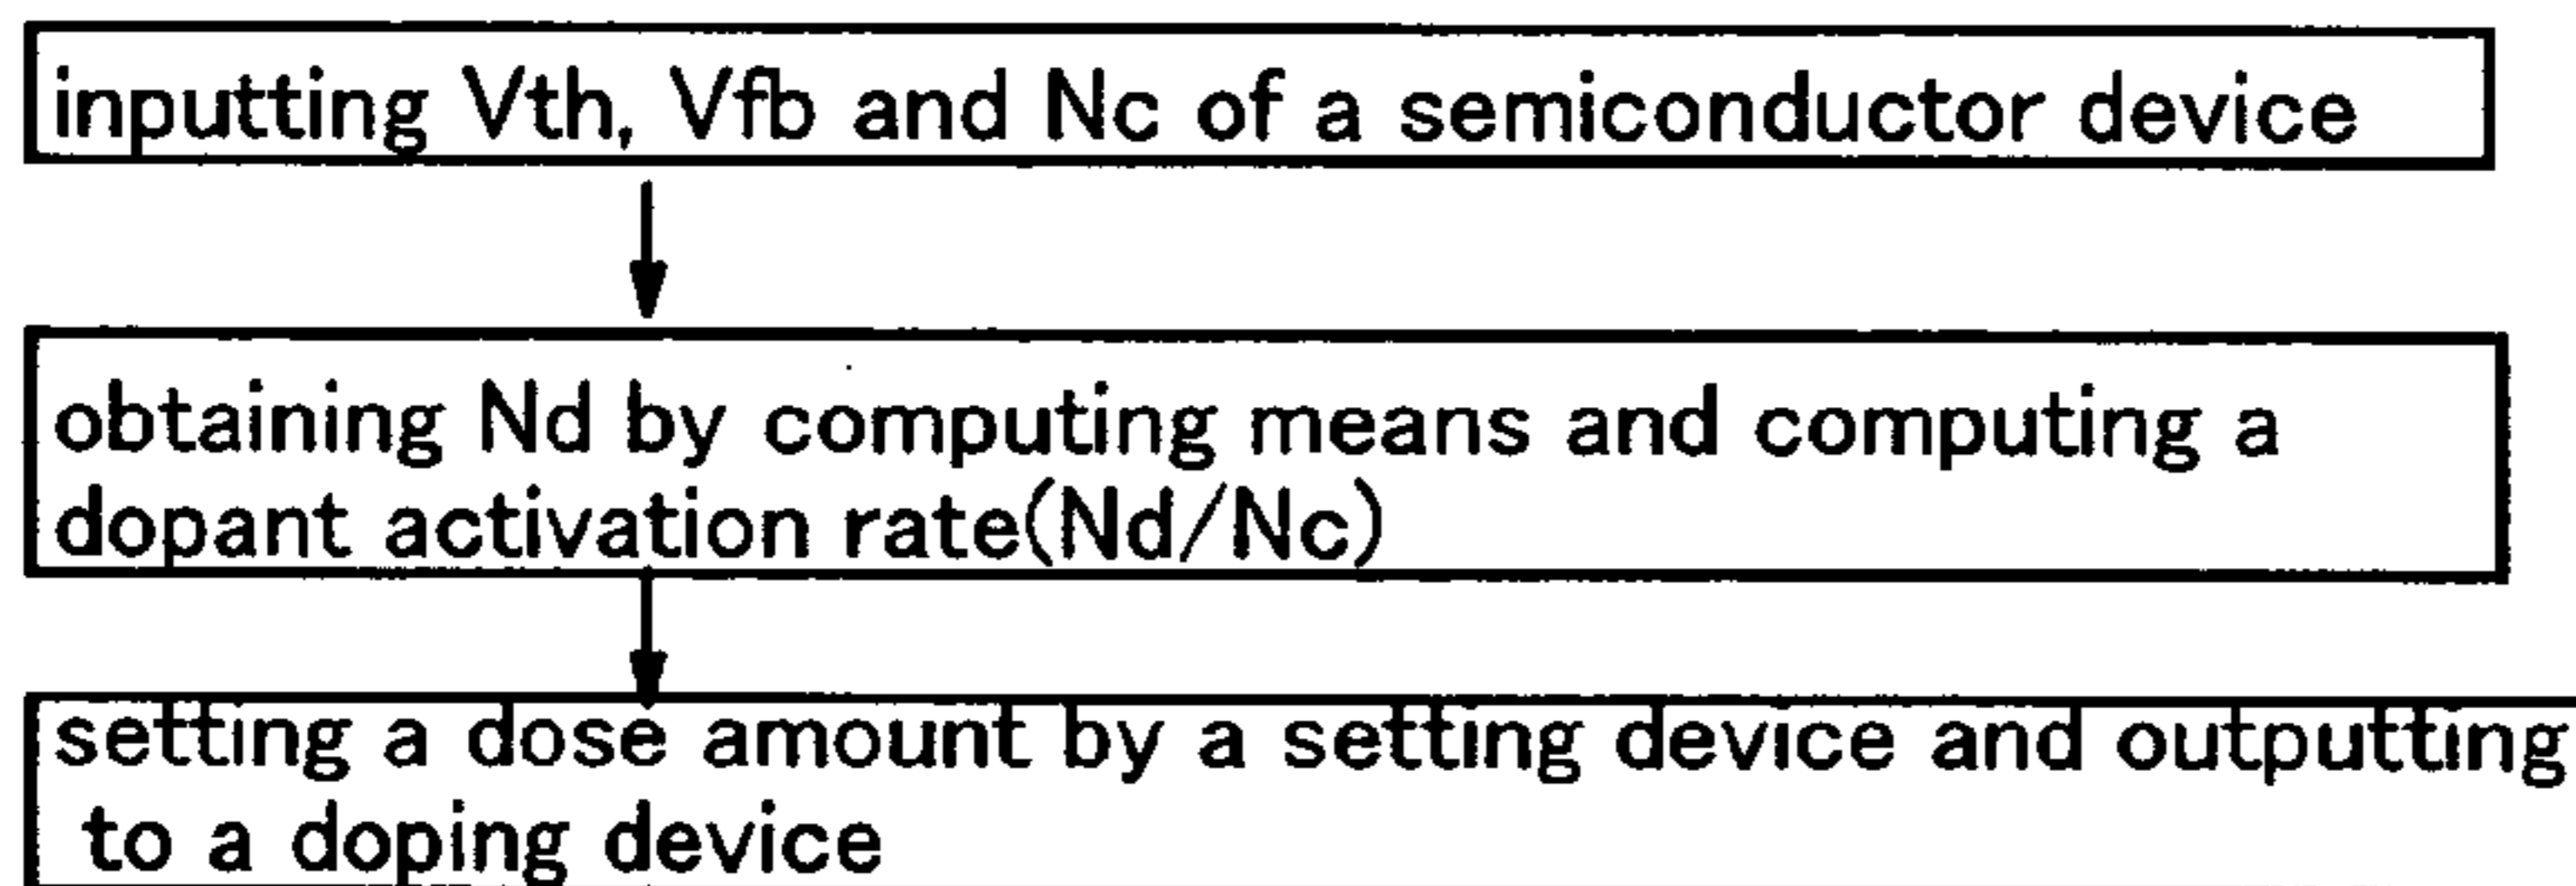 inputting Vth, Vfb and Nc of a semiconductor device
obtaining Nd by computing means and computing a
dopant activation rate(Nd/Nc)
setting a dose amount by a setting device and outputting
to a doping device